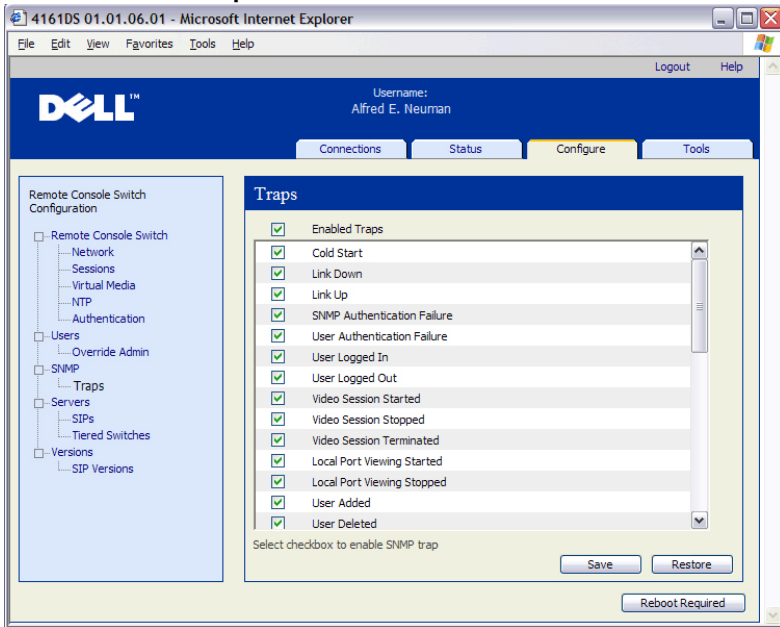 4161DS 01.01.06.01 - Microsoft Internet Explorer
File Edit View Favorites Tools Help
Logout Help
DELL™
Username:
Alfred E. Neuman
Connections Status Configure Tools
Remote Console Switch
Configuration
Remote Console Switch
Network
Sessions
Virtual Media
NTP
Authentication
Users
Override Admin
SNMP
Traps
Servers
SIPs
Tiered Switches
Versions
SIP Versions
Traps
Enabled Traps
Cold Start
Link Down
Link Up
SNMP Authentication Failure
User Authentication Failure
User Logged In
User Logged Out
Video Session Started
Video Session Stopped
Video Session Terminated
Local Port Viewing Started
Local Port Viewing Stopped
User Added
User Deleted
Select checkbox to enable SNMP trap
Save Restore
Reboot Required